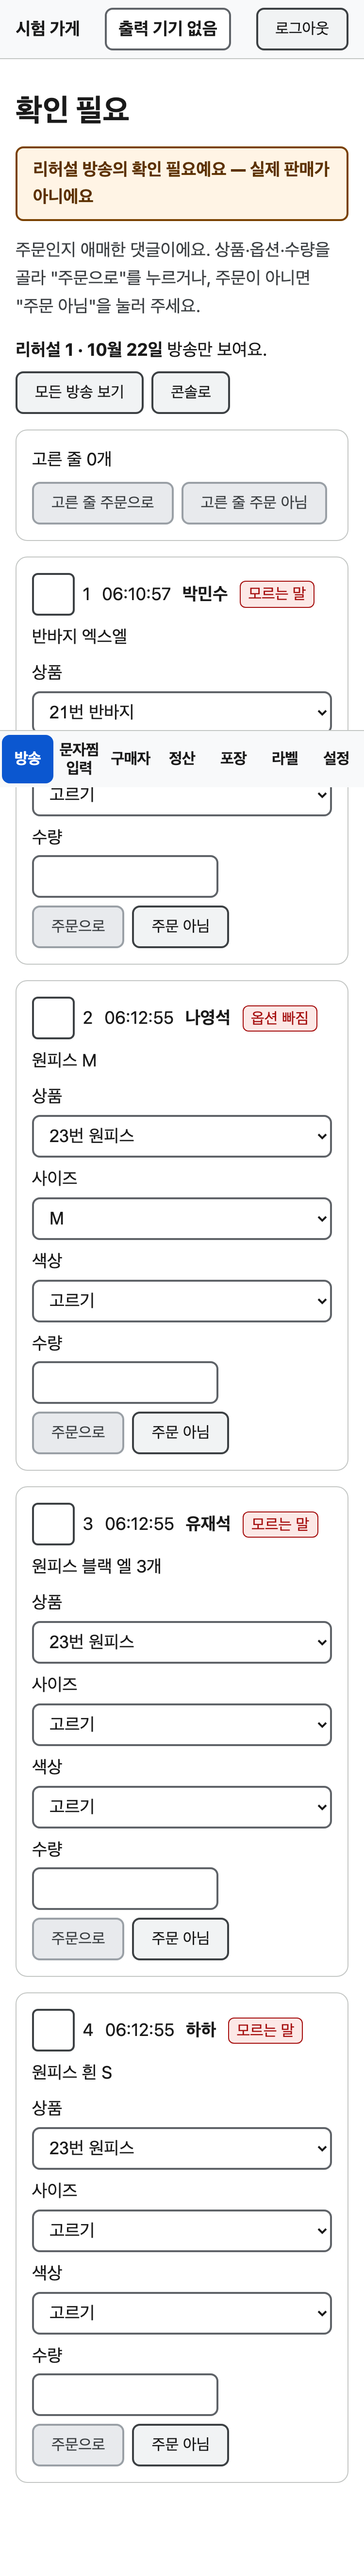 시험 가게 출력 기기 없음 로그아웃
확인 필요
리허설 방송의 확인 필요예요 — 실제 판매가
아니에요
주문인지 애매한 댓글이에요. 상품·옵션·수량을
골라 "주문으로"를 누르거나, 주문이 아니면
"주문 아님"을 눌러 주세요.
리허설 1 · 10월 22일 방송만 보여요.
모든 방송 보기 콘솔로
고른 줄 0개
고른 줄 주문으로 고른 줄 주문 아님
1 06:10:57 박민수 모르는 말
반바지 엑스엘
상품
21번 반바지
방송 문자찜 입력 구매자 정산 포장 라벨 설정
고르기
수량
주문으로 주문 아님
2 06:12:55 나영석 옵션 빠짐
원피스 M
상품
23번 원피스
사이즈
M
색상
고르기
수량
주문으로 주문 아님
3 06:12:55 유재석 모르는 말
원피스 블랙 엘 3개
상품
23번 원피스
사이즈
고르기
색상
고르기
수량
주문으로 주문 아님
4 06:12:55 하하 모르는 말
원피스 흰 S
상품
23번 원피스
사이즈
고르기
색상
고르기
수량
주문으로 주문 아님